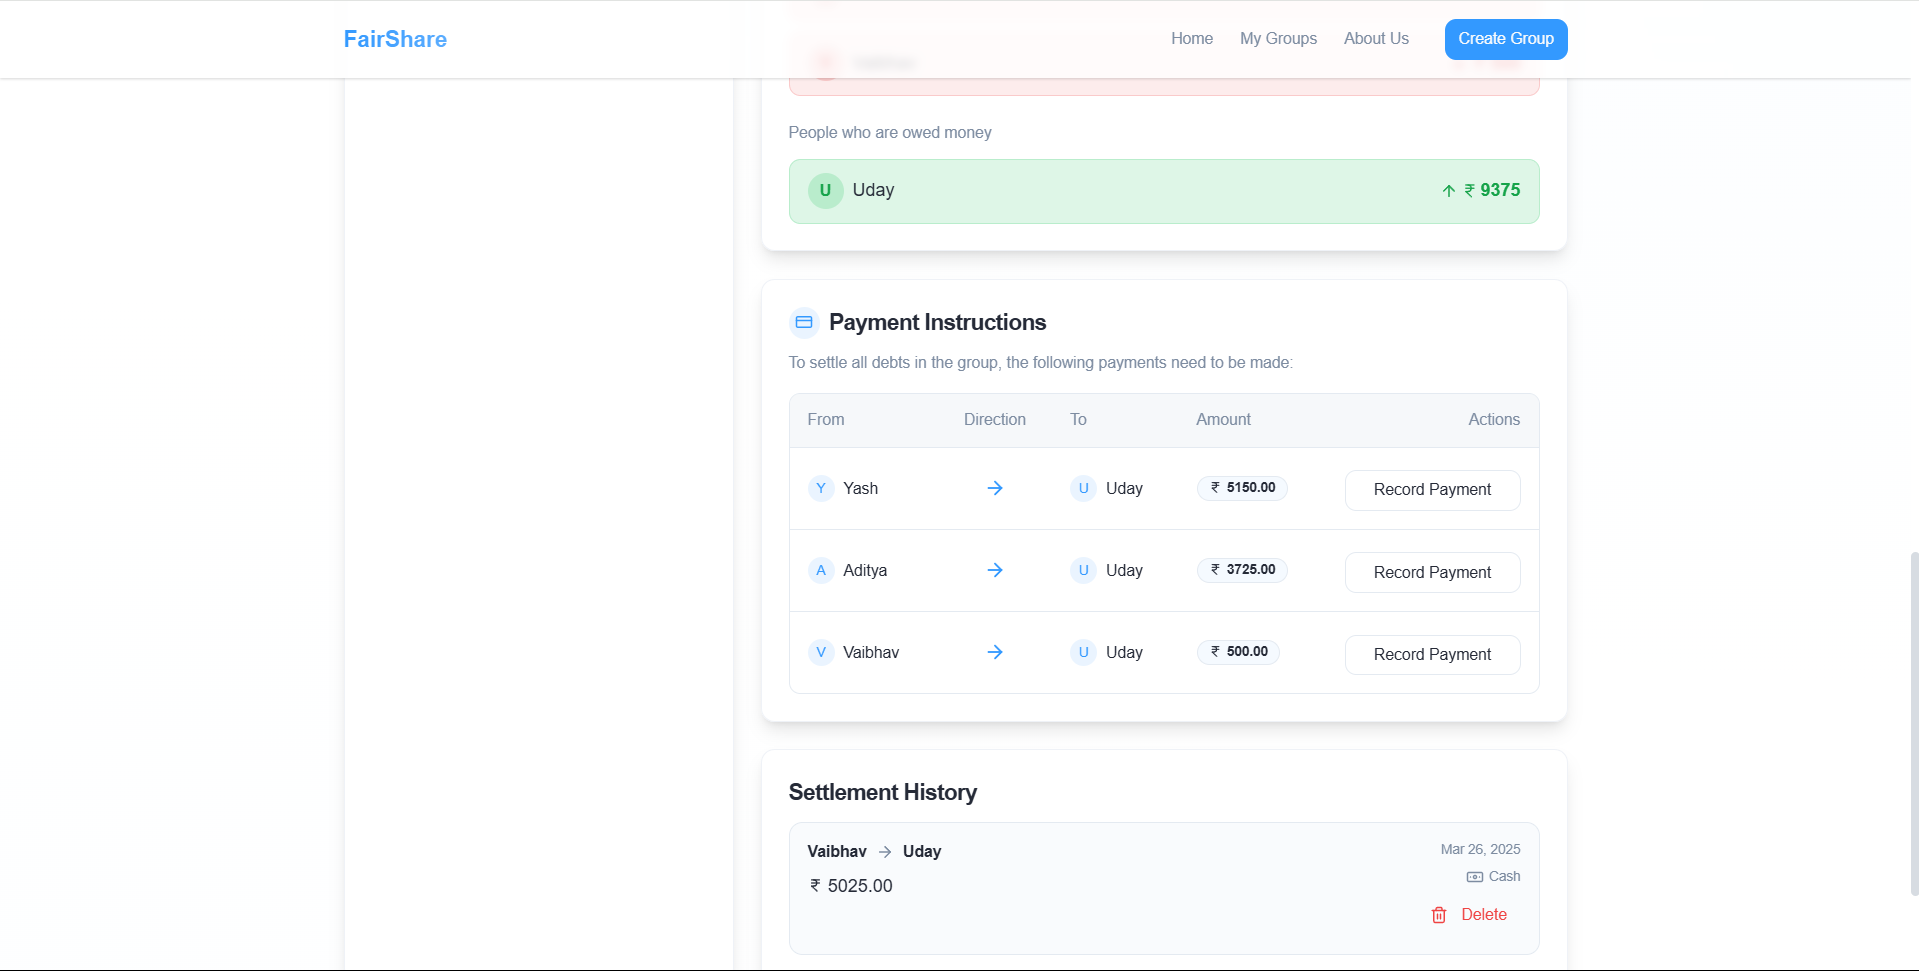 FairShare
Home
My Groups
About Us
Create Group
People who are owed money
U Uday ↑ ₹ 9375
Payment Instructions
To settle all debts in the group, the following payments need to be made:
From Direction To Amount Actions
Y Yash → U Uday ₹ 5150.00 Record Payment
A Aditya → U Uday ₹ 3725.00 Record Payment
V Vaibhav → U Uday ₹ 500.00 Record Payment
Settlement History
Vaibhav → Uday Mar 26, 2025
₹ 5025.00 Cash
Delete